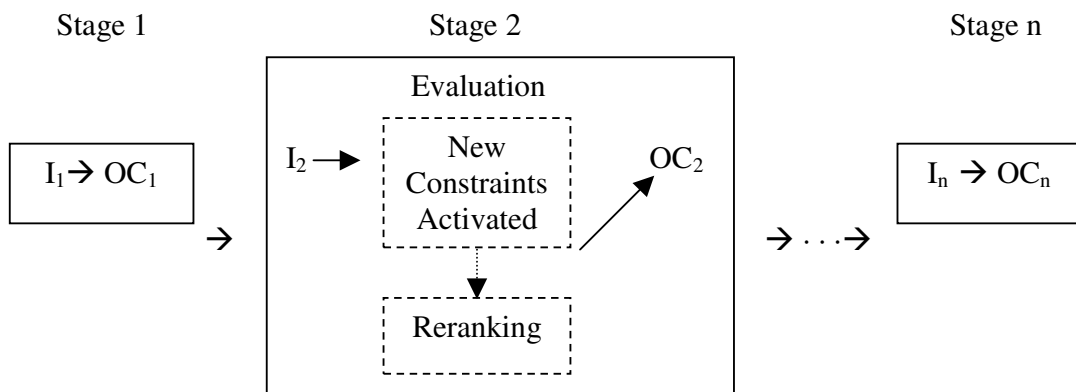 Stage 1
Stage 2
Stage n
Evaluation
I₁ → OC₁
I₂ →
New
Constraints
Activated
OC₂
Iₙ → OCₙ
→
→ . . . →
Reranking